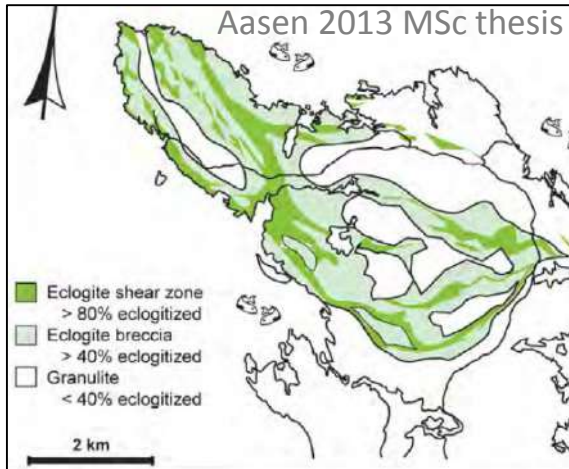 Aasen 2013 MSc thesis
Eclogite shear zone
> 80% eclogitized
Eclogite breccia
> 40% eclogitized
Granulite
< 40% eclogitized
2 km